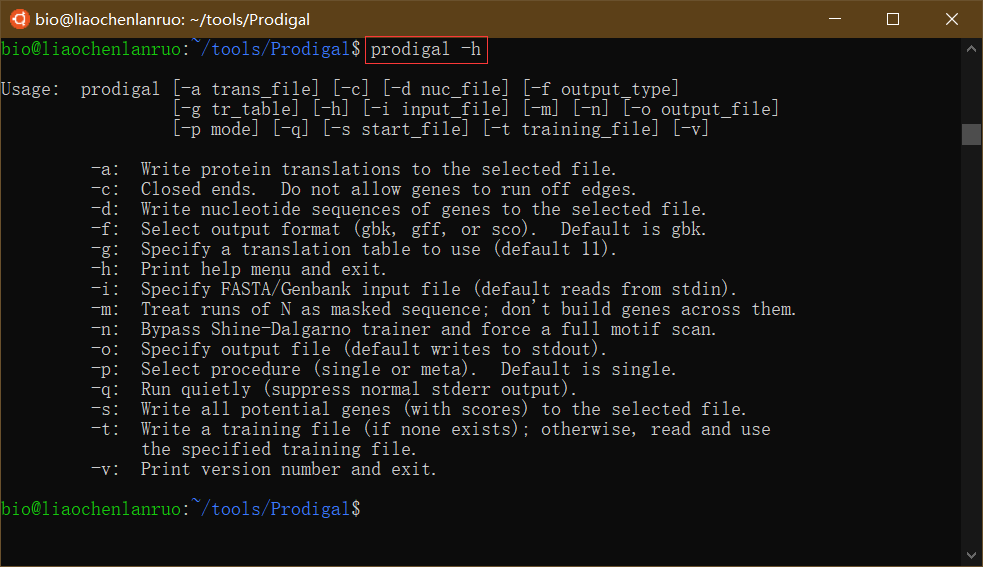 bio@liaochenlanruo: ~/tools/Prodigal
bio@liaochenlanruo:~/tools/Prodigal$ prodigal -h
Usage:  prodigal [-a trans_file] [-c] [-d nuc_file] [-f output_type]
                 [-g tr_table] [-h] [-i input_file] [-m] [-n] [-o output_file]
                 [-p mode] [-q] [-s start_file] [-t training_file] [-v]
         -a:  Write protein translations to the selected file.
         -c:  Closed ends.  Do not allow genes to run off edges.
         -d:  Write nucleotide sequences of genes to the selected file.
         -f:  Select output format (gbk, gff, or sco).  Default is gbk.
         -g:  Specify a translation table to use (default 11).
         -h:  Print help menu and exit.
         -i:  Specify FASTA/Genbank input file (default reads from stdin).
         -m:  Treat runs of N as masked sequence; don't build genes across them.
         -n:  Bypass Shine-Dalgarno trainer and force a full motif scan.
         -o:  Specify output file (default writes to stdout).
         -p:  Select procedure (single or meta).  Default is single.
         -q:  Run quietly (suppress normal stderr output).
         -s:  Write all potential genes (with scores) to the selected file.
         -t:  Write a training file (if none exists); otherwise, read and use
              the specified training file.
         -v:  Print version number and exit.
bio@liaochenlanruo:~/tools/Prodigal$